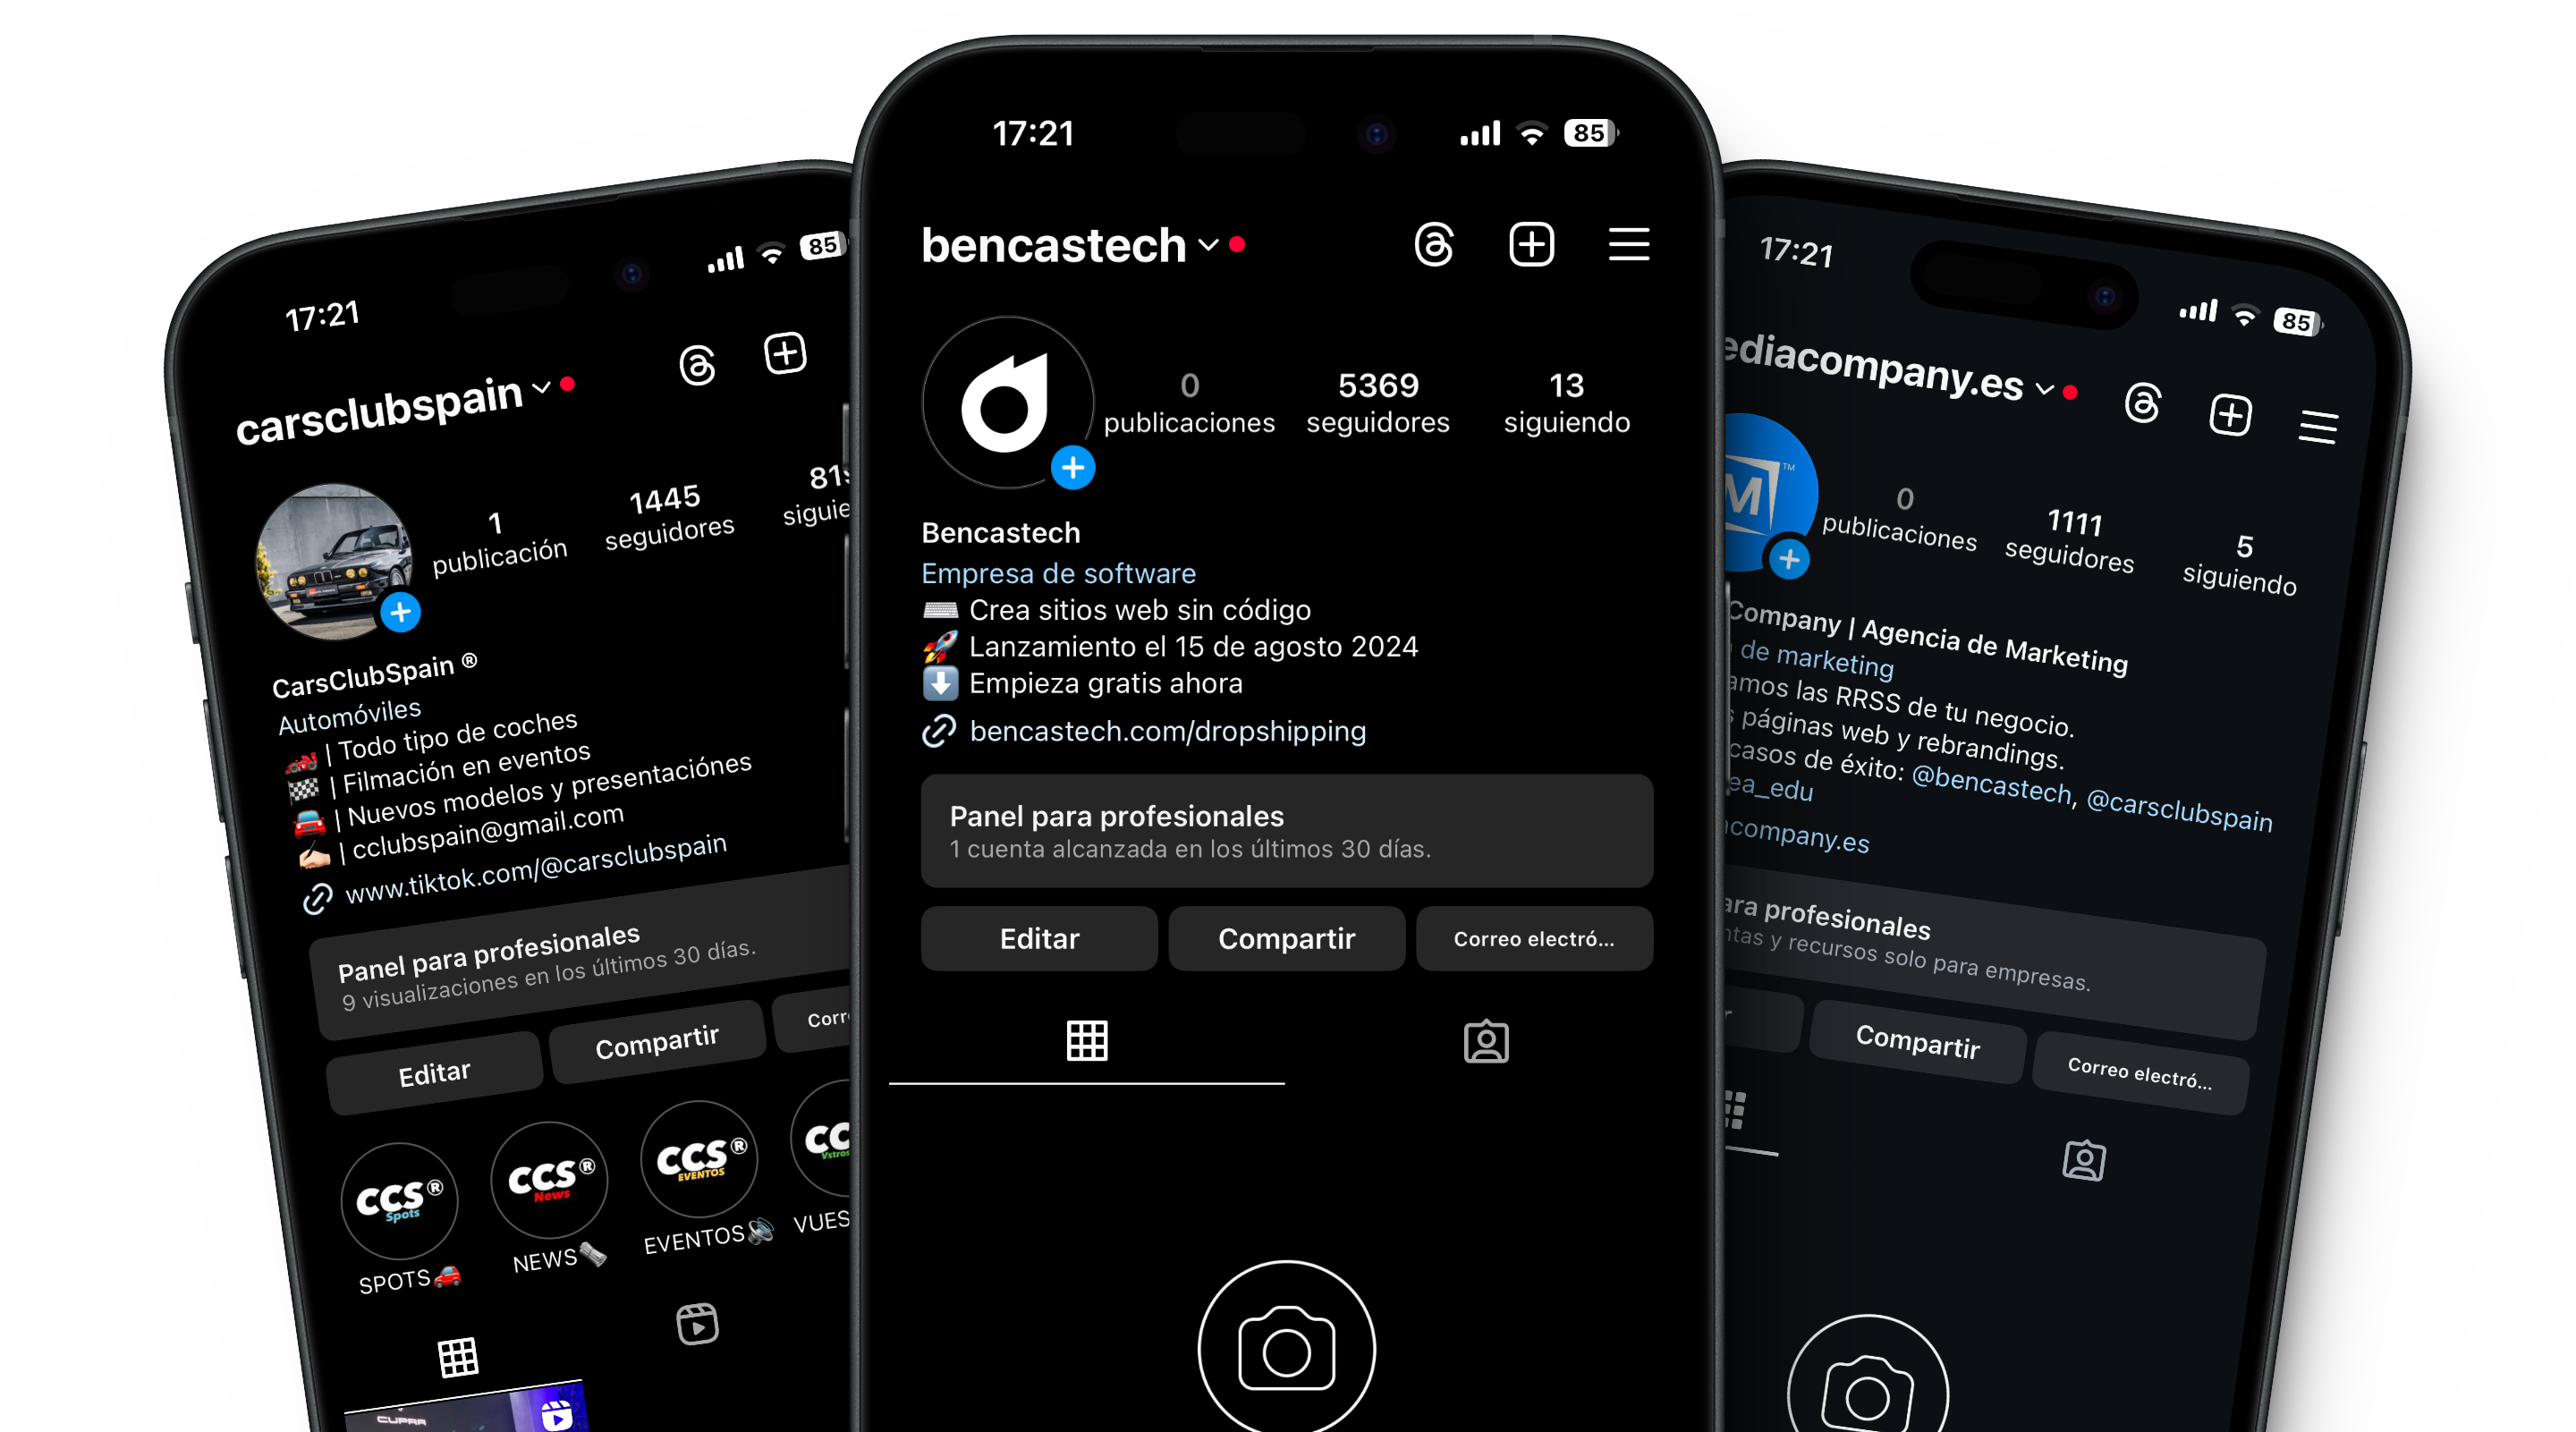 17:21
85
carsclubspain
1
publicación
1445
seguidores
CarsClubSpain ®
Automóviles
| Todo tipo de coches
| Filmación en eventos
| Nuevos modelos y presentaciónes
| cclubspain@gmail.com
www.tiktok.com/@carsclubspain
Panel para profesionales
9 visualizaciones en los últimos 30 días.
Editar
Compartir
CCS®
Spots
CCS®
News
CCS®
EVENTOS
SPOTS
NEWS
EVENTOS
CUPRA
17:21
85
bencastech
0
publicaciones
5369
seguidores
13
siguiendo
Bencastech
Empresa de software
Crea sitios web sin código
Lanzamiento el 15 de agosto 2024
Empieza gratis ahora
bencastech.com/dropshipping
Panel para profesionales
1 cuenta alcanzada en los últimos 30 días.
Editar
Compartir
Correo electró...
17:21
85
ediacompany.es
M™
0
publicaciones
1111
seguidores
5
siguiendo
Company | Agencia de Marketing
de marketing
amos las RRSS de tu negocio.
páginas web y rebrandings.
casos de éxito: @bencastech, @carsclubspain
ea_edu
company.es
ara profesionales
ntas y recursos solo para empresas.
Compartir
Correo electró...